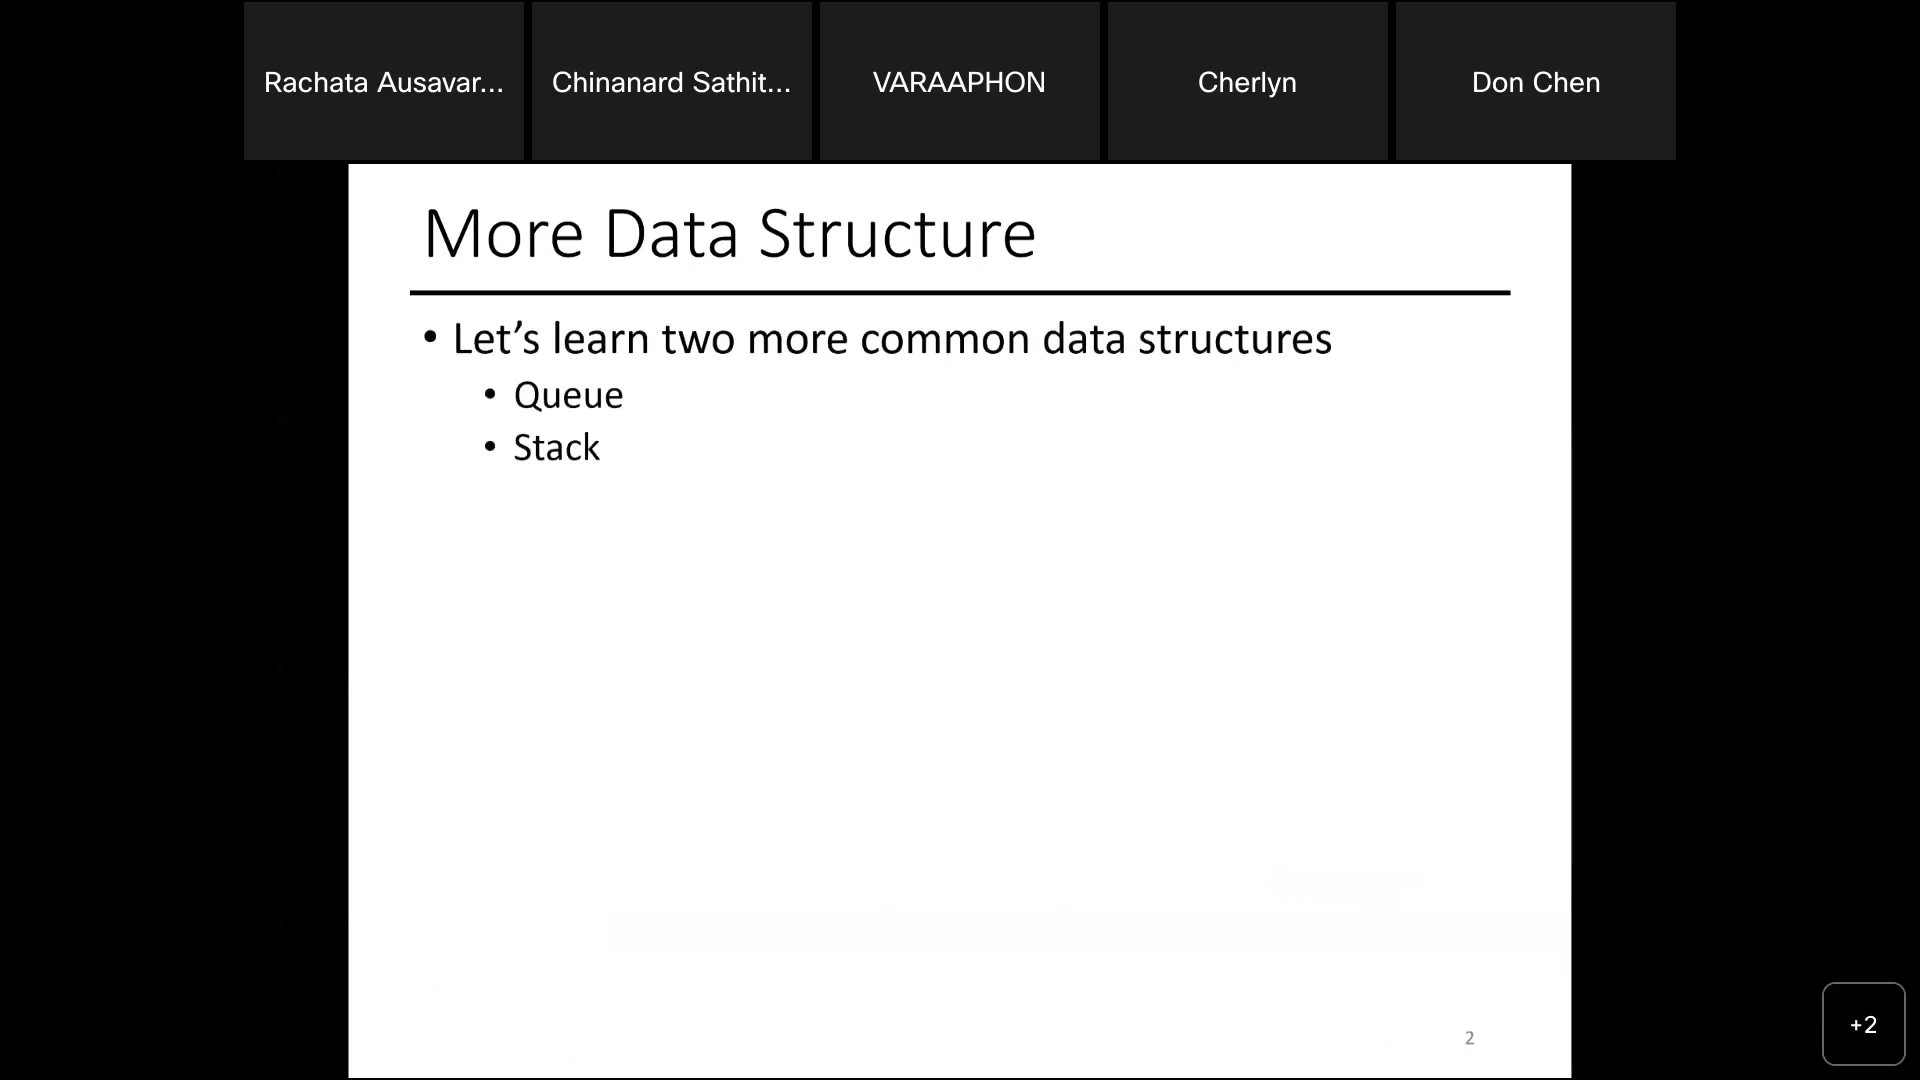 Rachata Ausavar...
Chinanard Sathit...
VARAAPHON
Cherlyn
Don Chen
More Data Structure
• Let’s learn two more common data structures
• Queue
• Stack
2
+2